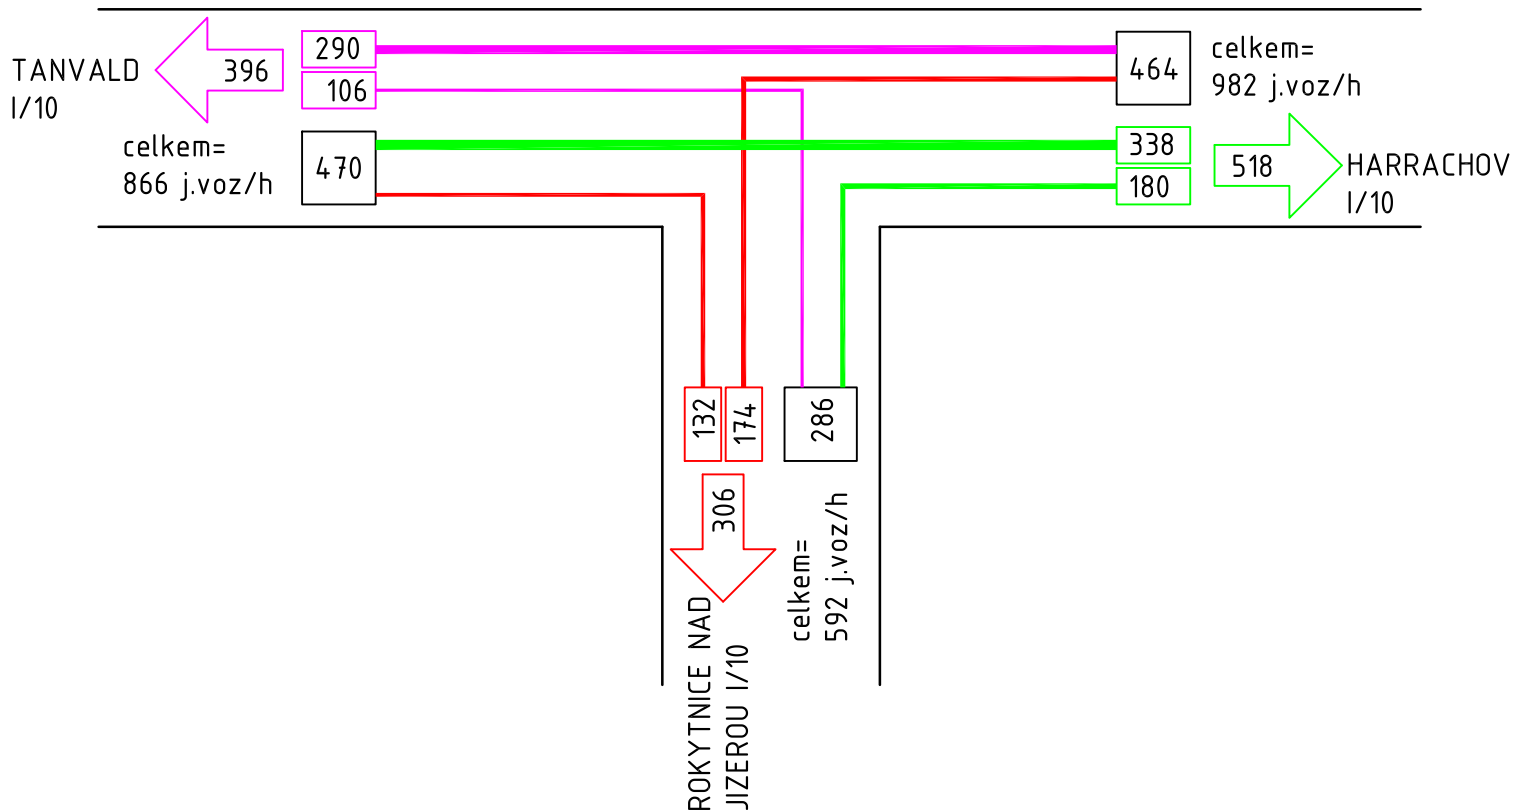 290
464
celkem=
982 j.voz/h
TANVALD
I/10
396
106
celkem=
866 j.voz/h
470
338
180
518
HARRACHOV
I/10
132
174
286
306
celkem=
592 j.voz/h
ROKYTNICE NAD
JIZEROU I/10